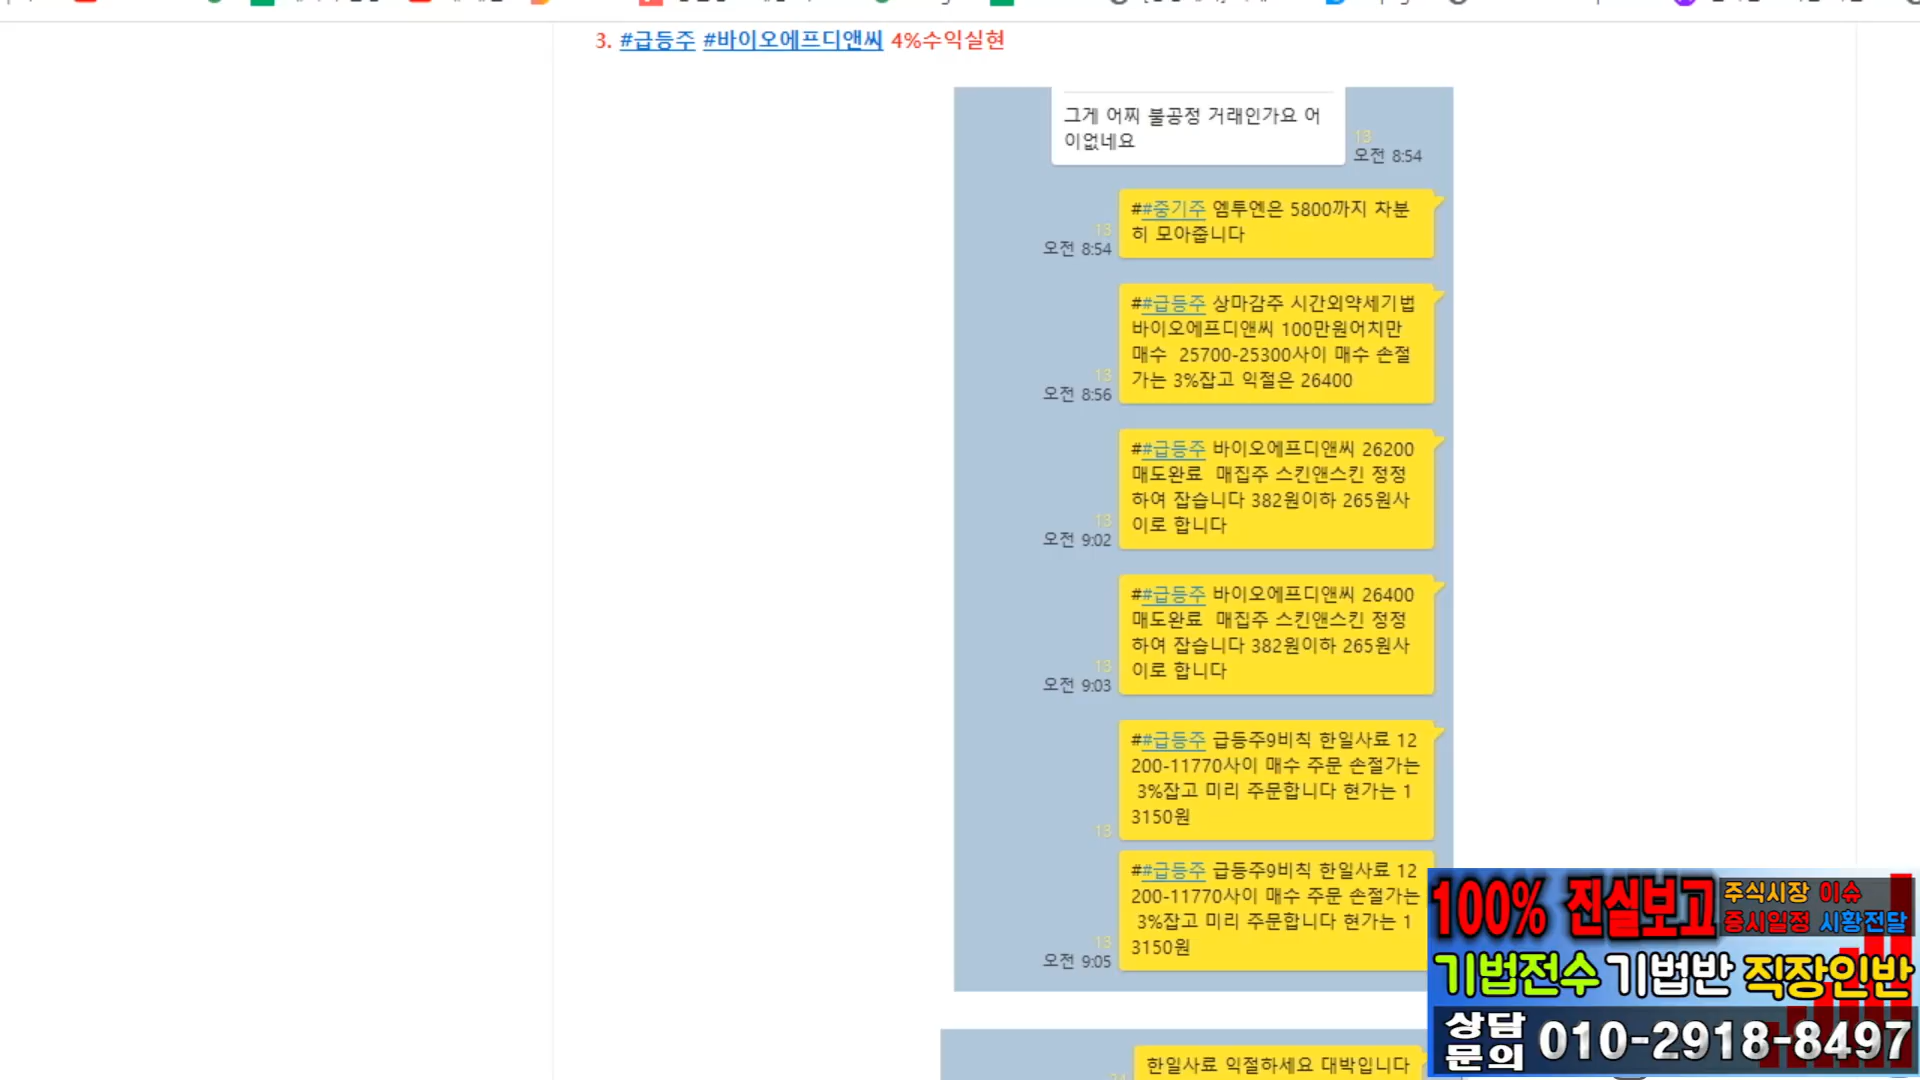 3. #급등주 #바이오에프디앤씨 4%수익실현
그게 어찌 불공정 거래인가요 어
이없네요
13
오전 8:54
##중기주 엠투엔은 5800까지 차분
히 모아줍니다
13
오전 8:54
##급등주 상마감주 시간외약세기법
바이오에프디앤씨 100만원어치만
매수 25700-25300사이 매수 손절
가는 3%잡고 익절은 26400
13
오전 8:56
##급등주 바이오에프디앤씨 26200
매도완료 매집주 스킨앤스킨 정정
하여 잡습니다 382원이하 265원사
이로 합니다
13
오전 9:02
##급등주 바이오에프디앤씨 26400
매도완료 매집주 스킨앤스킨 정정
하여 잡습니다 382원이하 265원사
이로 합니다
13
오전 9:03
##급등주 급등주9비칙 한일사료 12
200-11770사이 매수 주문 손절가는
3%잡고 미리 주문합니다 현가는 1
3150원
13
##급등주 급등주9비칙 한일사료 12
200-11770사이 매수 주문 손절가는
3%잡고 미리 주문합니다 현가는 1
3150원
13
오전 9:05
한일사료 익절하세요 대박입니다
100% 진실보고 주식시장 이슈
증시일정 시황전달
기법전수 기법반 직장인반
상담
문의 010-2918-8497